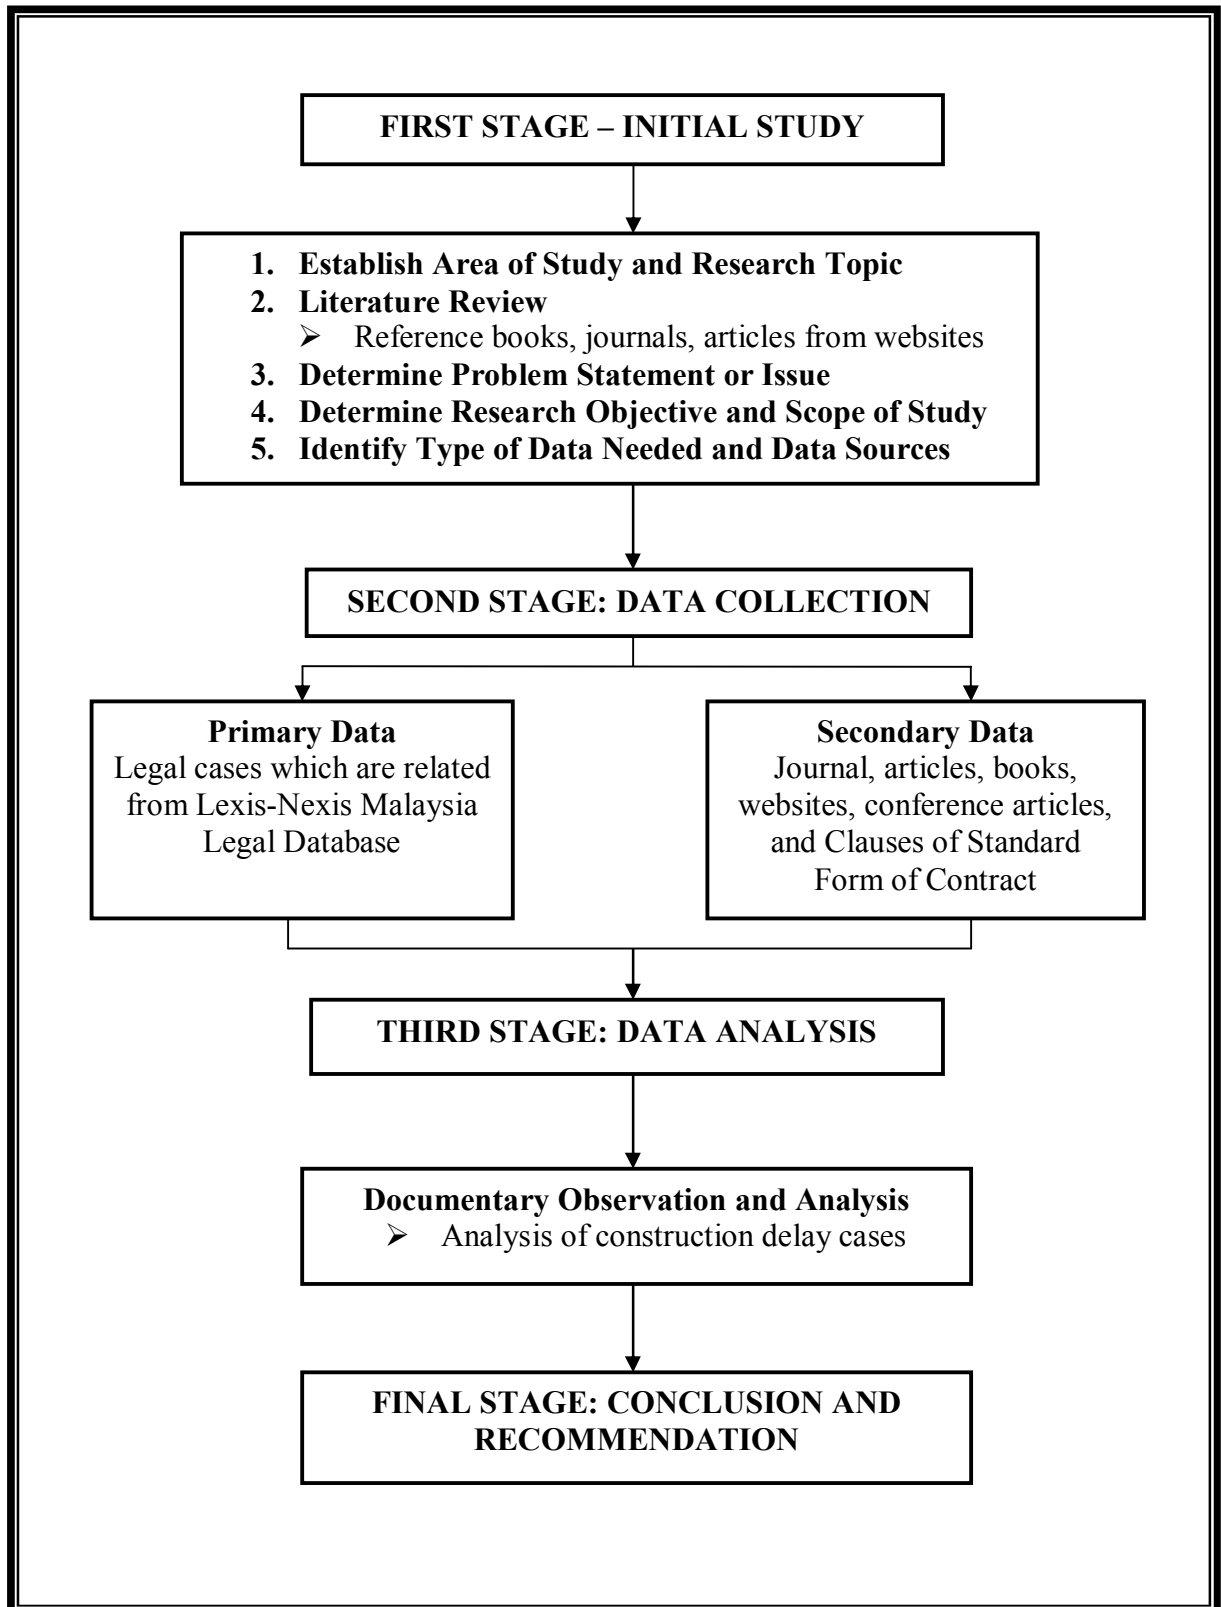 FIRST STAGE – INITIAL STUDY
1. Establish Area of Study and Research Topic
2. Literature Review
➢ Reference books, journals, articles from websites
3. Determine Problem Statement or Issue
4. Determine Research Objective and Scope of Study
5. Identify Type of Data Needed and Data Sources
SECOND STAGE: DATA COLLECTION
Primary Data
Legal cases which are related
from Lexis-Nexis Malaysia
Legal Database
Secondary Data
Journal, articles, books,
websites, conference articles,
and Clauses of Standard
Form of Contract
THIRD STAGE: DATA ANALYSIS
Documentary Observation and Analysis
➢ Analysis of construction delay cases
FINAL STAGE: CONCLUSION AND
RECOMMENDATION